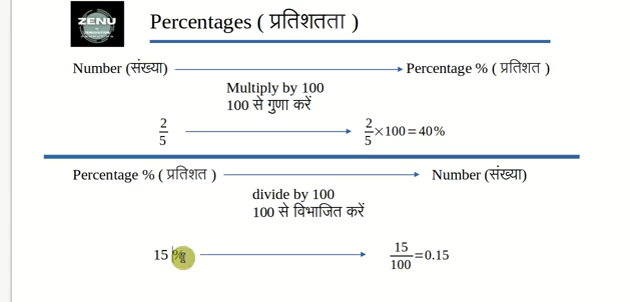 ZENU
Percentages ( प्रतिशतता )
Number (संख्या) Percentage % ( प्रतिशत )
Multiply by 100
100 से गुणा करें
2/5 2/5×100=40%
Percentage % ( प्रतिशत ) Number (संख्या)
divide by 100
100 से विभाजित करें
15 % 15/100=0.15